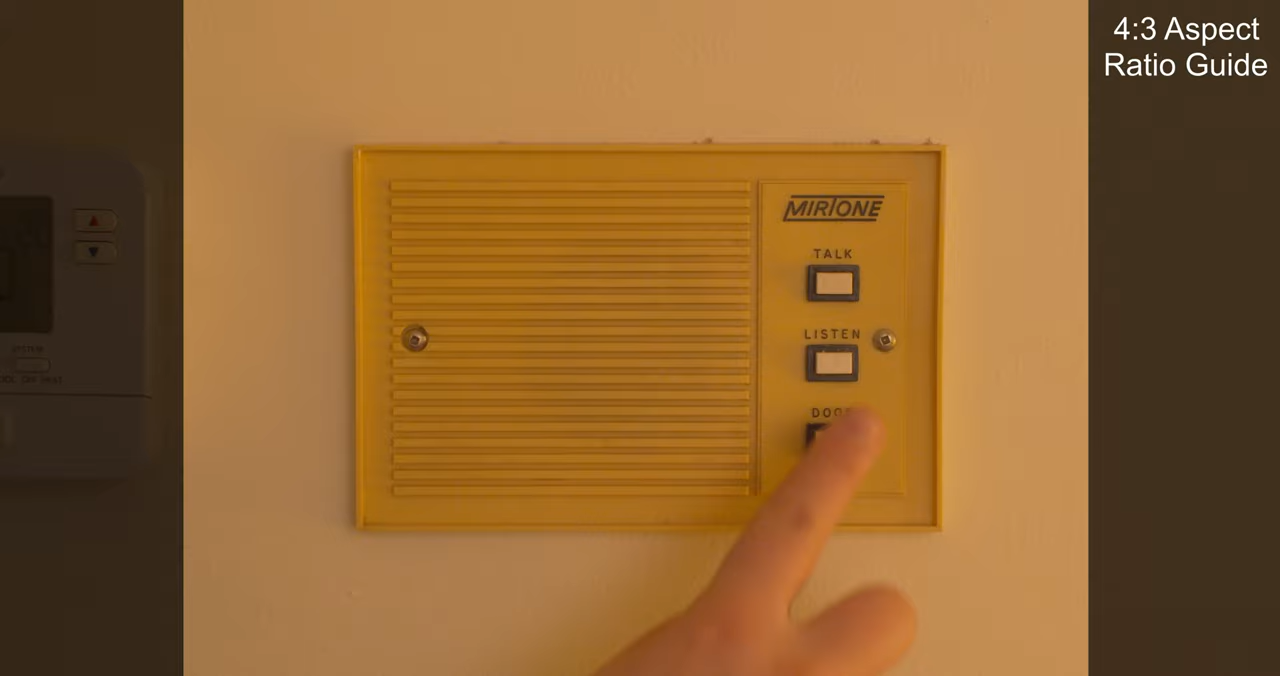 4:3 Aspect
Ratio Guide
MIRTONE
TALK
LISTEN